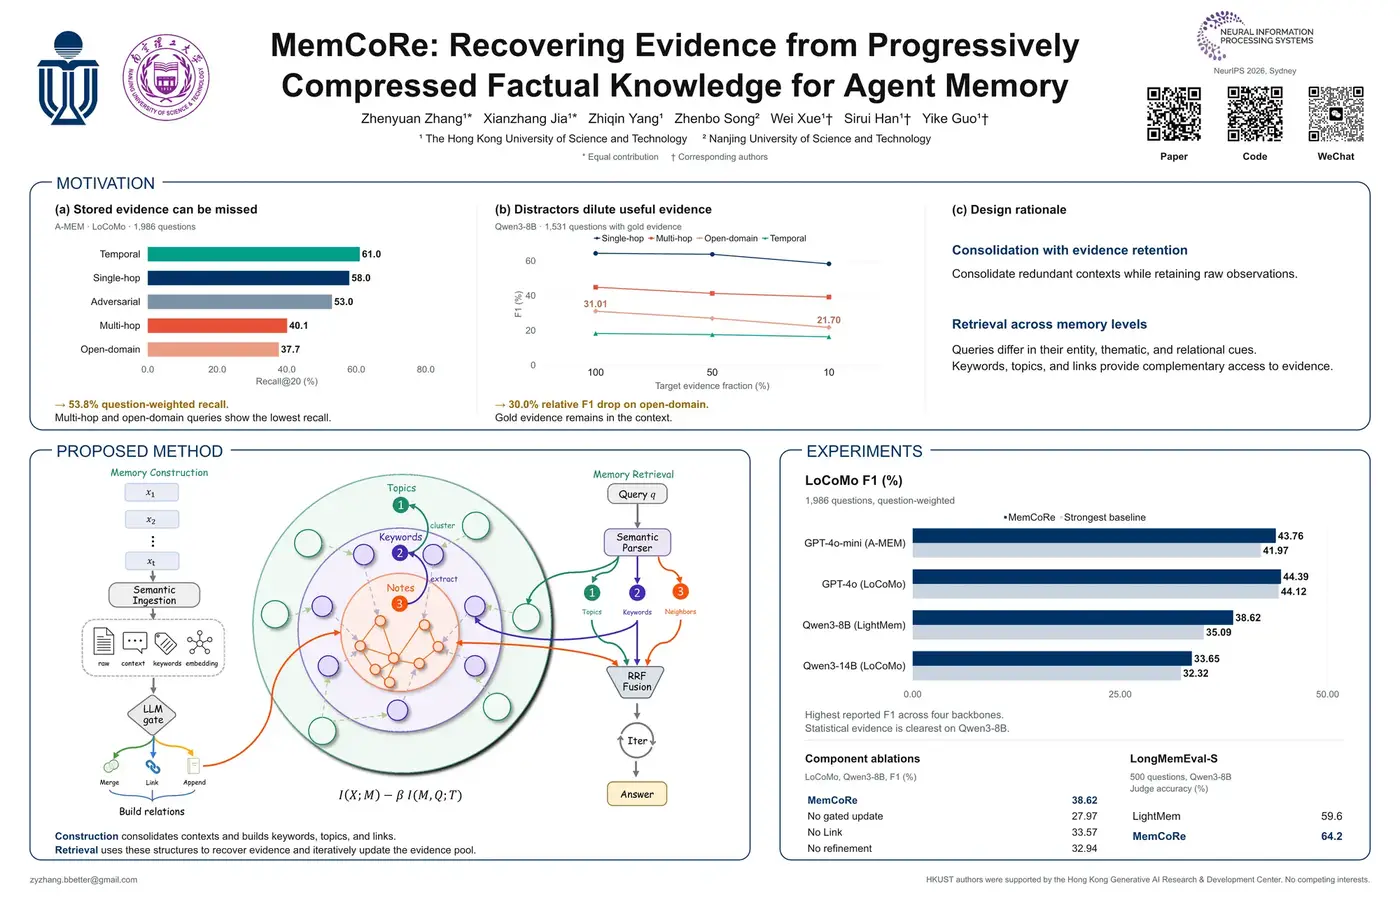 MemCoRe: Recovering Evidence from Progressively
Compressed Factual Knowledge for Agent Memory
Zhenyuan Zhang¹* Xianzhang Jia¹* Zhiqin Yang¹ Zhenbo Song² Wei Xue¹† Sirui Han¹† Yike Guo¹†
¹ The Hong Kong University of Science and Technology ² Nanjing University of Science and Technology
* Equal contribution † Corresponding authors
南京理工大学
NANJING UNIVERSITY OF SCIENCE & TECHNOLOGY
NEURAL INFORMATION
PROCESSING SYSTEMS
NeurIPS 2026, Sydney
Paper Code WeChat
MOTIVATION
(a) Stored evidence can be missed
A-MEM · LoCoMo · 1,986 questions
Temporal 61.0
Single-hop 58.0
Adversarial 53.0
Multi-hop 40.1
Open-domain 37.7
0.0 20.0 40.0 60.0 80.0
Recall@20 (%)
→ 53.8% question-weighted recall.
Multi-hop and open-domain queries show the lowest recall.
(b) Distractors dilute useful evidence
Qwen3-8B · 1,531 questions with gold evidence
Single-hop Multi-hop Open-domain Temporal
F1 (%)
60
40
20
0
31.01
21.70
100 50 10
Target evidence fraction (%)
→ 30.0% relative F1 drop on open-domain.
Gold evidence remains in the context.
(c) Design rationale
Consolidation with evidence retention
Consolidate redundant contexts while retaining raw observations.
Retrieval across memory levels
Queries differ in their entity, thematic, and relational cues.
Keywords, topics, and links provide complementary access to evidence.
PROPOSED METHOD
Memory Construction
x₁
x₂
⋮
xₜ
Semantic
Ingestion
raw context keywords embedding
LLM
gate
Merge Link Append
Build relations
Topics
1
cluster
Keywords
2
extract
Notes
3
I(X; M) − β I(M, Q; T)
Memory Retrieval
Query q
Semantic
Parser
1 2 3
Topics Keywords Neighbors
RRF
Fusion
Iter
Answer
Construction consolidates contexts and builds keywords, topics, and links.
Retrieval uses these structures to recover evidence and iteratively update the evidence pool.
EXPERIMENTS
LoCoMo F1 (%)
1,986 questions, question-weighted
MemCoRe Strongest baseline
GPT-4o-mini (A-MEM) 43.76
41.97
GPT-4o (LoCoMo) 44.39
44.12
Qwen3-8B (LightMem) 38.62
35.09
Qwen3-14B (LoCoMo) 33.65
32.32
0.00 25.00 50.00
Highest reported F1 across four backbones.
Statistical evidence is clearest on Qwen3-8B.
Component ablations
LoCoMo, Qwen3-8B, F1 (%)
MemCoRe 38.62
No gated update 27.97
No Link 33.57
No refinement 32.94
LongMemEval-S
500 questions, Qwen3-8B
Judge accuracy (%)
LightMem 59.6
MemCoRe 64.2
zyzhang.bbetter@gmail.com
HKUST authors were supported by the Hong Kong Generative AI Research & Development Center. No competing interests.